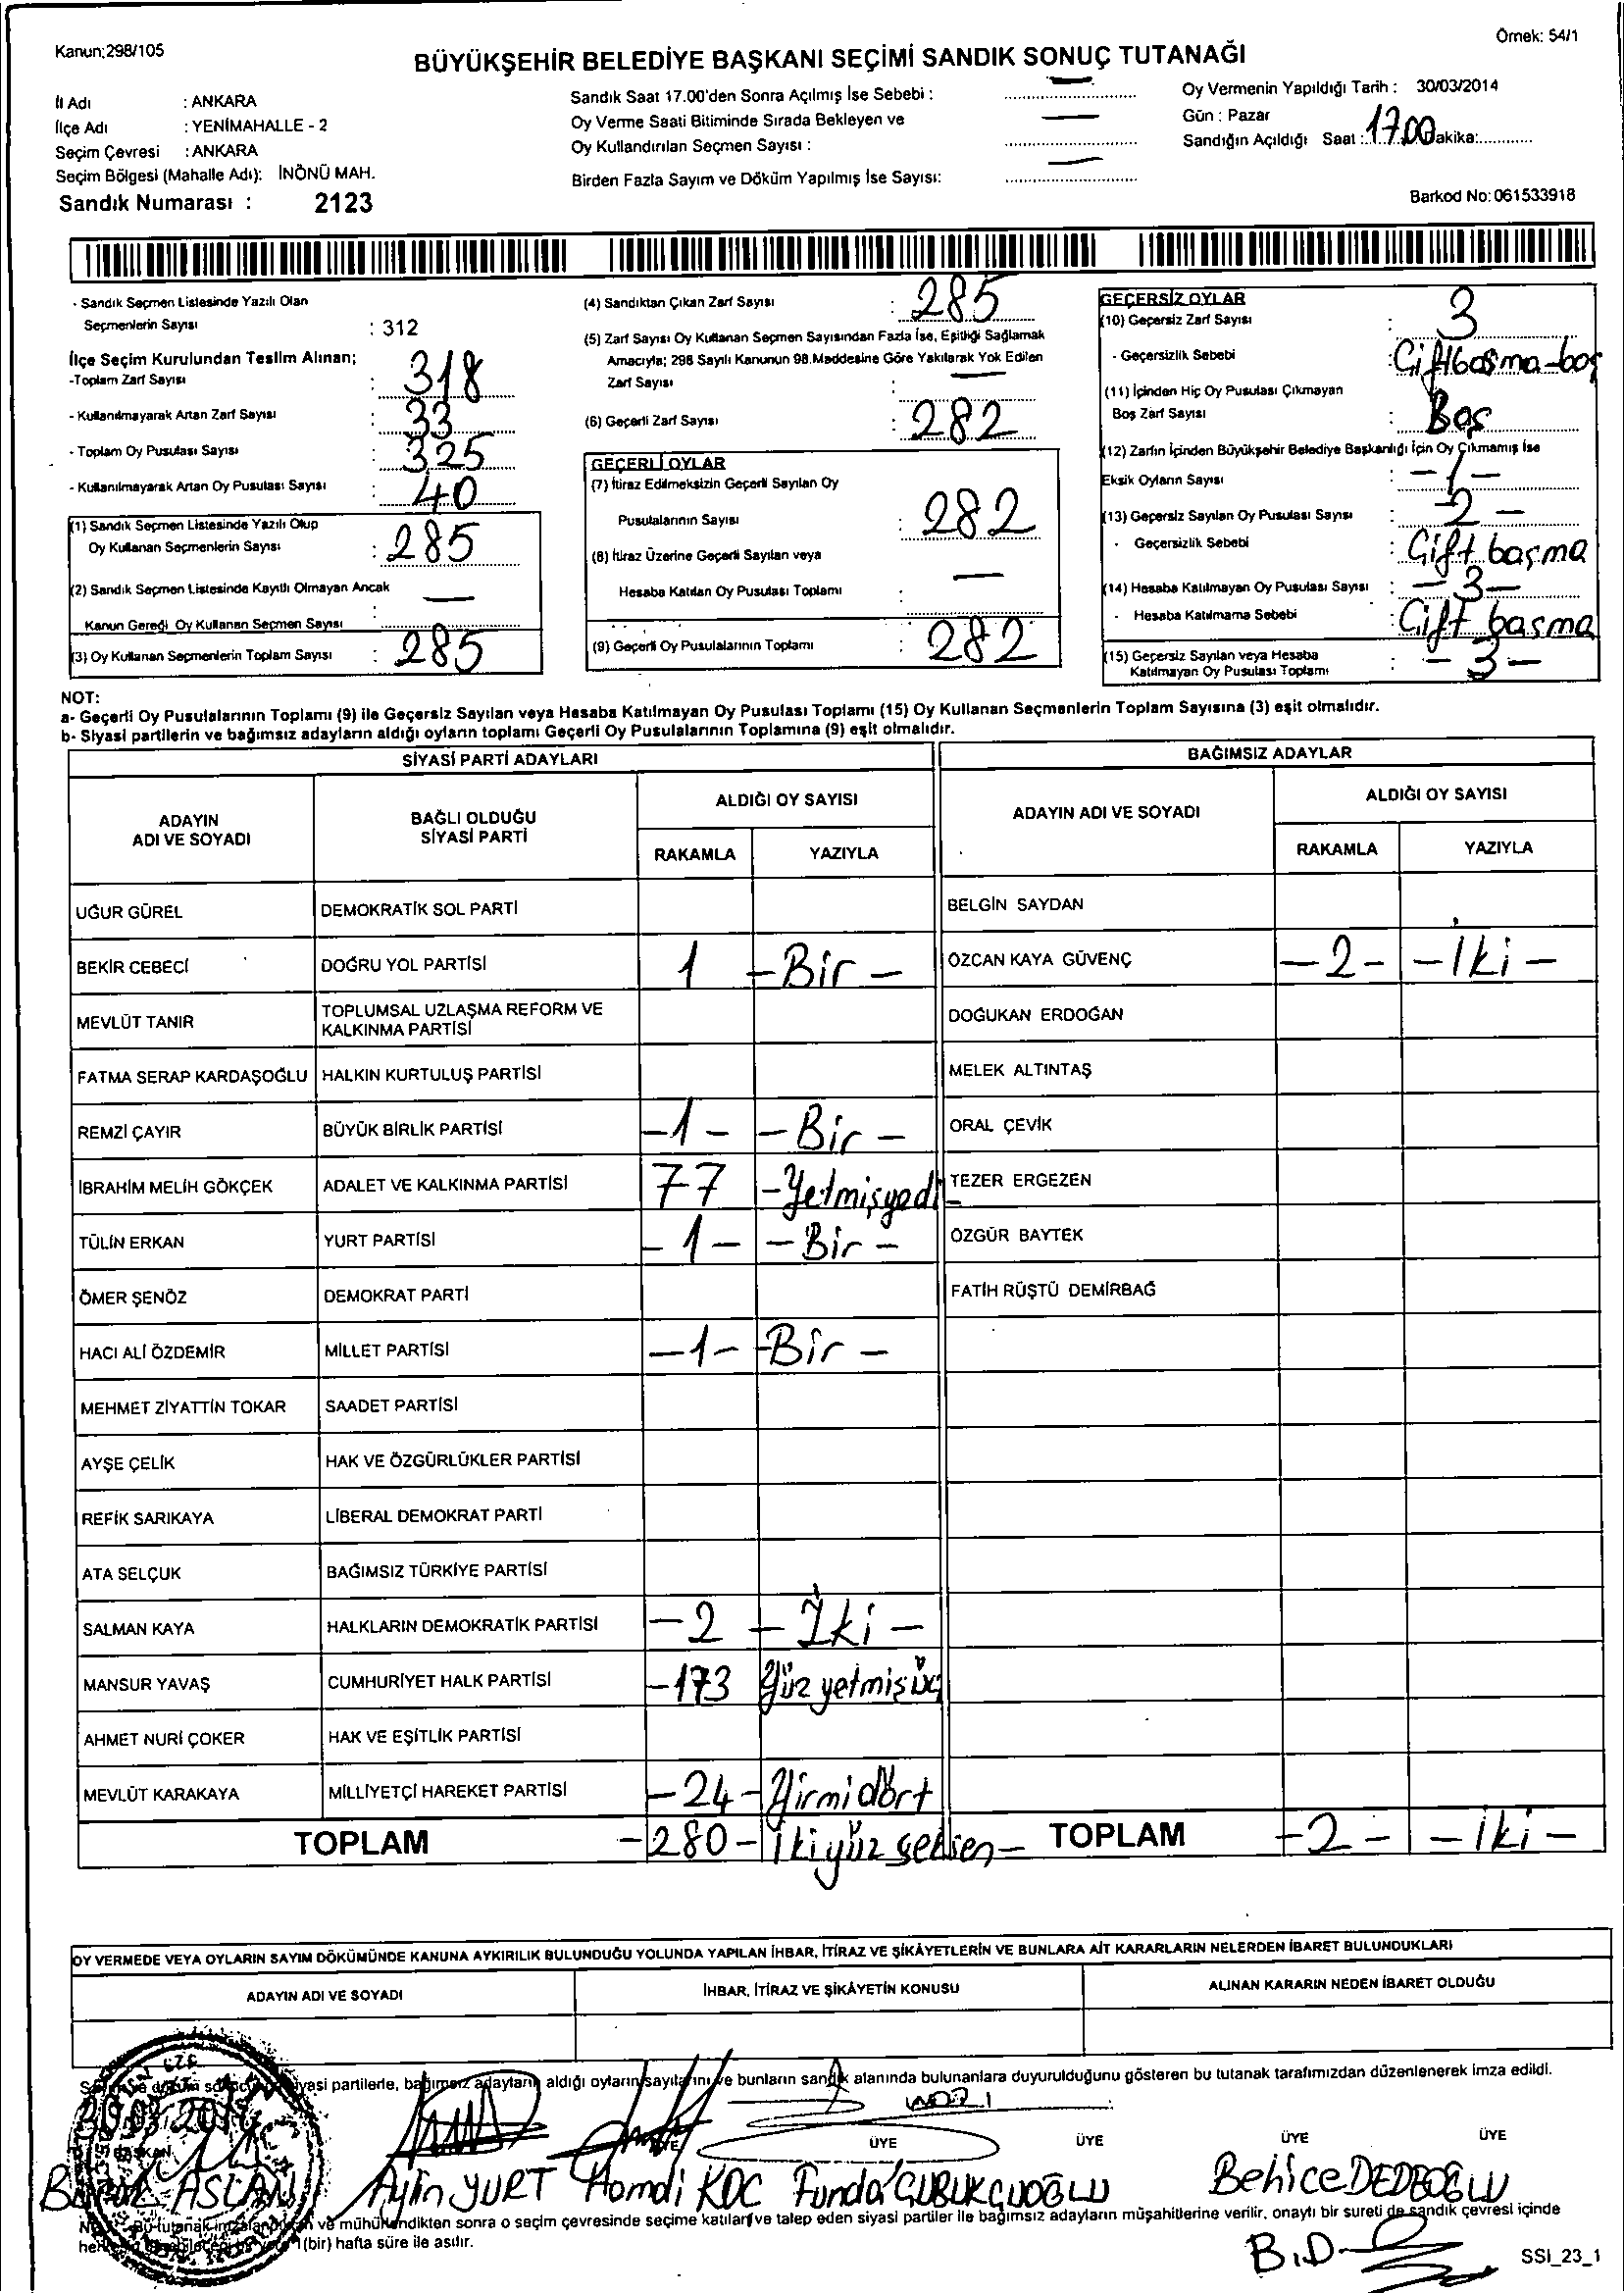 Kanun:298/105
Örnek: 54/1
BÜYÜKŞEHİR BELEDİYE BAŞKANI SEÇİMİ SANDIK SONUÇ TUTANAĞI
İl Adı : ANKARA
İlçe Adı : YENİMAHALLE - 2
Seçim Çevresi : ANKARA
Seçim Bölgesi (Mahalle Adı): İNÖNÜ MAH.
Sandık Numarası : 2123
Sandık Saat 17.00'den Sonra Açılmış İse Sebebi : —
Oy Verme Saati Bitiminde Sırada Bekleyen ve
Oy Kullandırılan Seçmen Sayısı : —
Birden Fazla Sayım ve Döküm Yapılmış İse Sayısı: —
Oy Vermenin Yapıldığı Tarih : 30/03/2014
Gün : Pazar
Sandığın Açıldığı Saat : 17.00 Dakika:
Barkod No:061533918
- Sandık Seçmen Listesinde Yazılı Olan
Seçmenlerin Sayısı : 312
İlçe Seçim Kurulundan Teslim Alınan;
-Toplam Zarf Sayısı : 318
- Kullanılmayarak Artan Zarf Sayısı : 33
- Toplam Oy Pusulası Sayısı : 325
- Kullanılmayarak Artan Oy Pusulası Sayısı : 40
(1) Sandık Seçmen Listesinde Yazılı Olup
Oy Kullanan Seçmenlerin Sayısı : 285
(2) Sandık Seçmen Listesinde Kayıtlı Olmayan Ancak
Kanun Gereği Oy Kullanan Seçmen Sayısı —
(3) Oy Kullanan Seçmenlerin Toplam Sayısı : 285
(4) Sandıktan Çıkan Zarf Sayısı : 285
(5) Zarf Sayısı Oy Kullanan Seçmen Sayısından Fazla İse, Eşitliği Sağlamak
Amacıyla; 298 Sayılı Kanunun 98.Maddesine Göre Yakılarak Yok Edilen
Zarf Sayısı : —
(6) Geçerli Zarf Sayısı : 282
GEÇERLİ OYLAR
(7) İtiraz Edilmeksizin Geçerli Sayılan Oy
Pusulalarının Sayısı : 282
(8) İtiraz Üzerine Geçerli Sayılan veya
Hesaba Katılan Oy Pusulası Toplamı : —
(9) Geçerli Oy Pusulalarının Toplamı : 282
GEÇERSİZ OYLAR
(10) Geçersiz Zarf Sayısı : 3
- Geçersizlik Sebebi : Çift basma-boş
(11) İçinden Hiç Oy Pusulası Çıkmayan
Boş Zarf Sayısı : Boş
(12) Zarfın İçinden Büyükşehir Belediye Başkanlığı İçin Oy Çıkmamış İse
Eksik Oyların Sayısı : -1-
(13) Geçersiz Sayılan Oy Pusulası Sayısı : -2-
- Geçersizlik Sebebi : Çift basma
(14) Hesaba Katılmayan Oy Pusulası Sayısı : -3-
- Hesaba Katılmama Sebebi : Çift basma
(15) Geçersiz Sayılan veya Hesaba
Katılmayan Oy Pusulası Toplamı : -3-
NOT:
a- Geçerli Oy Pusulalarının Toplamı (9) ile Geçersiz Sayılan veya Hesaba Katılmayan Oy Pusulası Toplamı (15) Oy Kullanan Seçmenlerin Toplam Sayısına (3) eşit olmalıdır.
b- Siyasi partilerin ve bağımsız adayların aldığı oyların toplamı Geçerli Oy Pusulalarının Toplamına (9) eşit olmalıdır.
SİYASİ PARTİ ADAYLARI
ADAYIN
ADI VE SOYADI
BAĞLI OLDUĞU
SİYASİ PARTİ
ALDIĞI OY SAYISI
RAKAMLA YAZIYLA
UĞUR GÜREL DEMOKRATİK SOL PARTİ
BEKİR CEBECİ DOĞRU YOL PARTİSİ 1 -Bir-
MEVLÜT TANIR TOPLUMSAL UZLAŞMA REFORM VE
KALKINMA PARTİSİ
FATMA SERAP KARDAŞOĞLU HALKIN KURTULUŞ PARTİSİ
REMZİ ÇAYIR BÜYÜK BİRLİK PARTİSİ -1- -Bir-
İBRAHİM MELİH GÖKÇEK ADALET VE KALKINMA PARTİSİ 77 -Yetmişyedi-
TÜLİN ERKAN YURT PARTİSİ -1- -Bir-
ÖMER ŞENÖZ DEMOKRAT PARTİ
HACI ALİ ÖZDEMİR MİLLET PARTİSİ -1- -Bir-
MEHMET ZİYATTİN TOKAR SAADET PARTİSİ
AYŞE ÇELİK HAK VE ÖZGÜRLÜKLER PARTİSİ
REFİK SARIKAYA LİBERAL DEMOKRAT PARTİ
ATA SELÇUK BAĞIMSIZ TÜRKİYE PARTİSİ
SALMAN KAYA HALKLARIN DEMOKRATİK PARTİSİ -2 -İki-
MANSUR YAVAŞ CUMHURİYET HALK PARTİSİ -173 Yüzyetmişüç
AHMET NURİ ÇOKER HAK VE EŞİTLİK PARTİSİ
MEVLÜT KARAKAYA MİLLİYETÇİ HAREKET PARTİSİ -24- Yirmidört
TOPLAM -280- İkiyüz seksen-
BAĞIMSIZ ADAYLAR
ADAYIN ADI VE SOYADI
ALDIĞI OY SAYISI
RAKAMLA YAZIYLA
BELGİN SAYDAN
ÖZCAN KAYA GÜVENÇ -2- -İki-
DOĞUKAN ERDOĞAN
MELEK ALTINTAŞ
ORAL ÇEVİK
TEZER ERGEZEN
ÖZGÜR BAYTEK
FATİH RÜŞTÜ DEMİRBAĞ
TOPLAM -2- -iki-
OY VERMEDE VEYA OYLARIN SAYIM DÖKÜMÜNDE KANUNA AYKIRILIK BULUNDUĞU YOLUNDA YAPILAN İHBAR, İTİRAZ VE ŞİKÂYETLERİN VE BUNLARA AİT KARARLARIN NELERDEN İBARET BULUNDUKLARI
ADAYIN ADI VE SOYADI İHBAR, İTİRAZ VE ŞİKÂYETİN KONUSU ALINAN KARARIN NEDEN İBARET OLDUĞU
siyasi partilerle, bağımsız adayların aldığı oyların sayılarını ve bunların sandık alanında bulunanlara duyurulduğunu gösteren bu tutanak tarafımızdan düzenlenerek imza edildi.
30.03.2014
BAŞKAN ÜYE ÜYE ÜYE ÜYE
ASLAN Aylin YURT Hamdi KOÇ Funda ÇUBUKÇUOĞLU Behice DEDEOĞLU
ve mühürlendikten sonra o seçim çevresinde seçime katılan ve talep eden siyasi partiler ile bağımsız adayların müşahitlerine verilir, onaylı bir sureti de sandık çevresi içinde
(bir) hafta süre ile asılır.
B.D
SSI_23_1